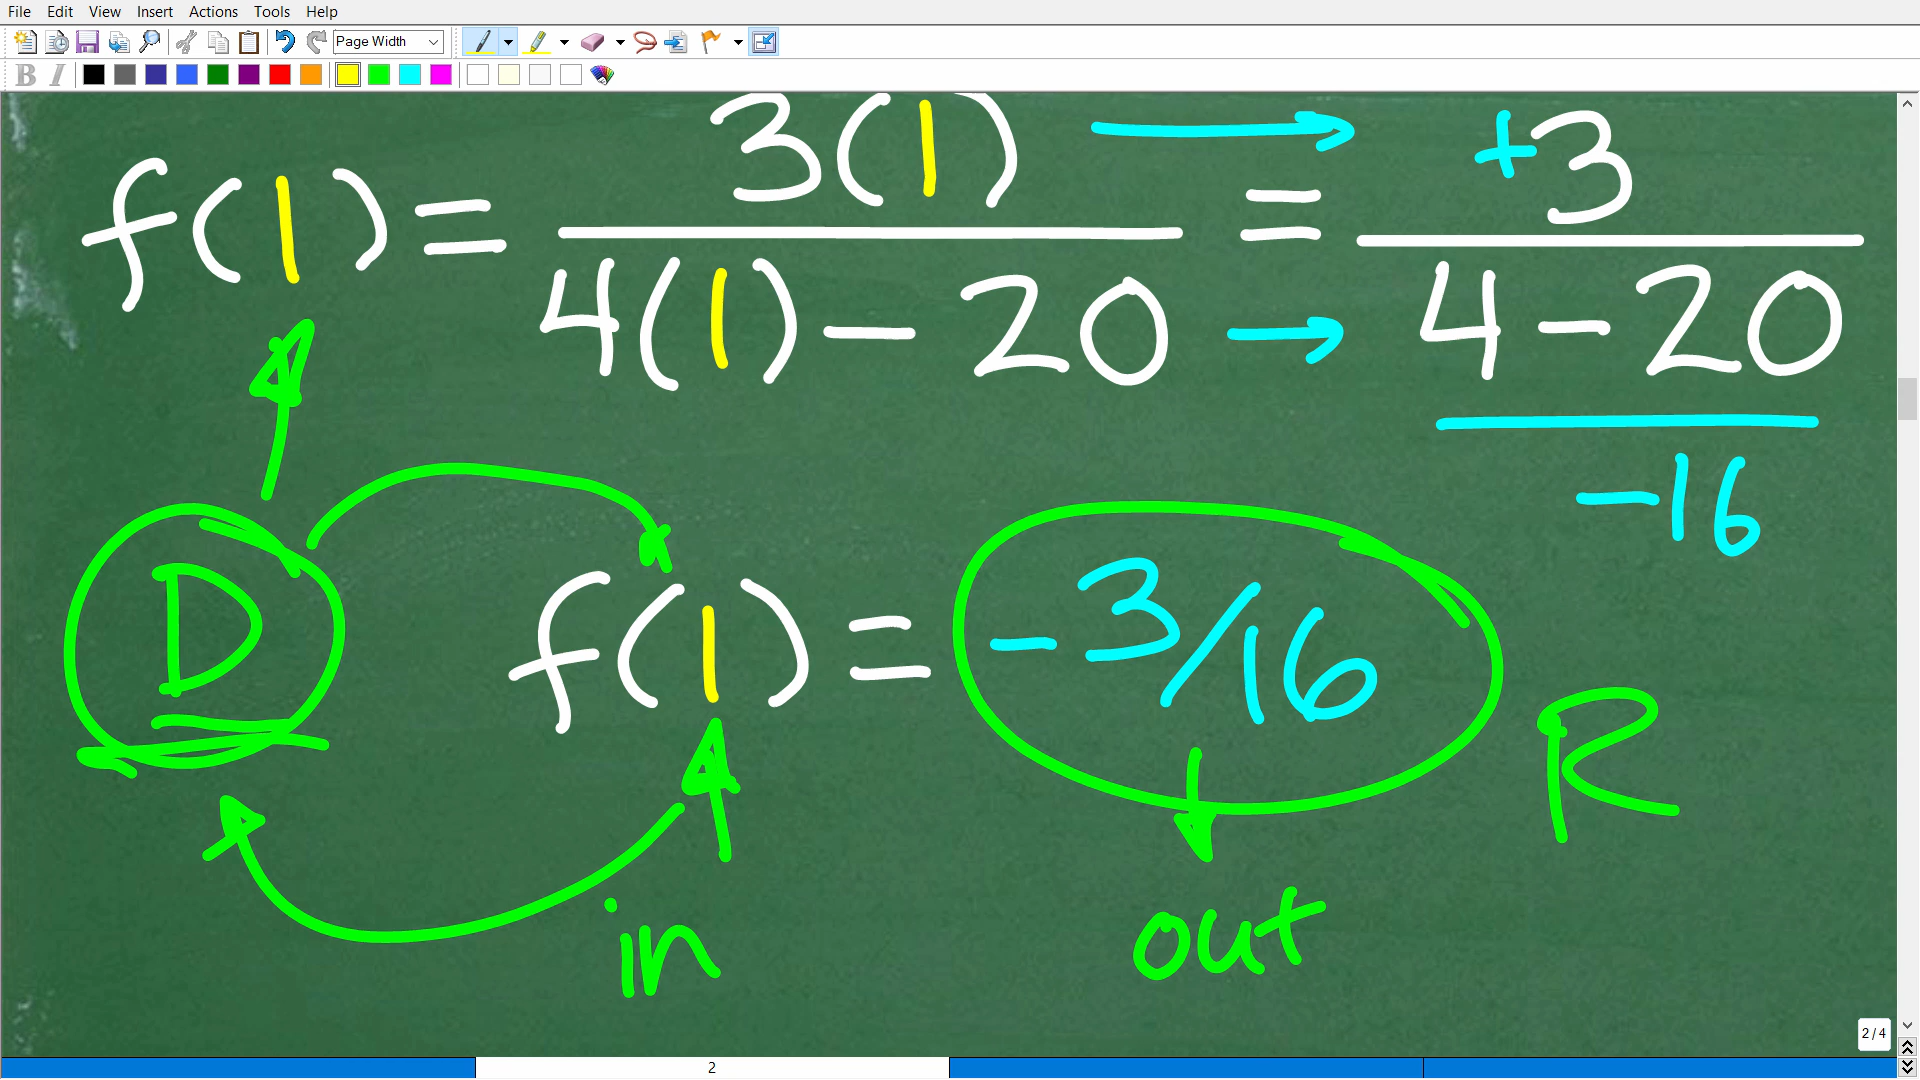 File Edit View Insert Actions Tools Help
Page Width
B I
f(1) = 3(1) / 4(1) - 20 = +3 / 4 - 20
-16
D
f(1) = -3/16
R
in
out
2 / 4
2